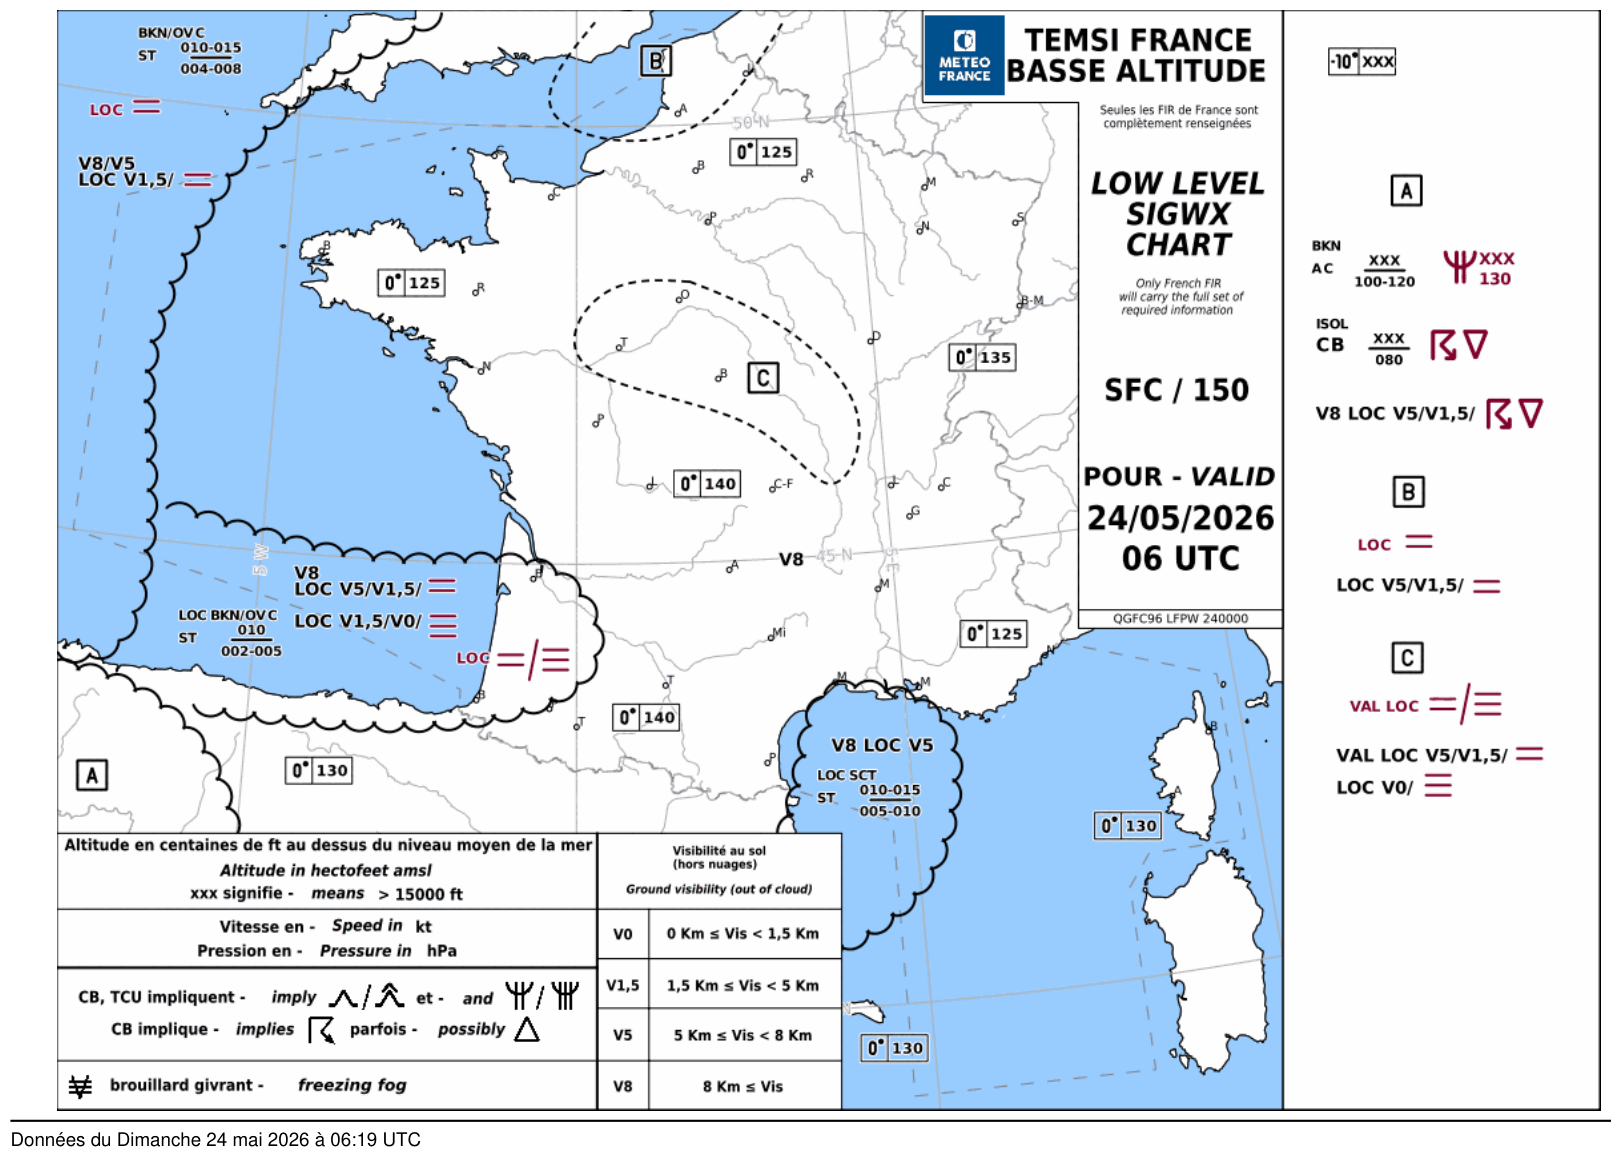 BKN/OVC
ST 010-015
004-008
LOC
V8/V5
LOC V1,5/
B
A
50°N
0° 125
B
R
C
C
P
M
N
S
B
0° 125
R
O
B-M
T
D
0° 135
N
B
C
P
L
0° 140
C-F
L
C
G
5 W
V8
45 N
5 E
A
B
M
V8
LOC V5/V1,5/
LOC BKN/OVC
ST 010
002-005
LOC V1,5/V0/
LOC
Mi
0° 125
N
B
T
M
M
T
0° 140
P
A
0° 130
V8 LOC V5
LOC SCT
ST 010-015
005-010
B
A
0° 130
0° 130
METEO
FRANCE
TEMSI FRANCE
BASSE ALTITUDE
Seules les FIR de France sont
complètement renseignées
LOW LEVEL
SIGWX
CHART
Only French FIR
will carry the full set of
required information
SFC / 150
POUR - VALID
24/05/2026
06 UTC
QGFC96 LFPW 240000
-10° xxx
A
BKN
AC xxx
100-120
xxx
130
ISOL
CB xxx
080
V8 LOC V5/V1,5/
B
LOC
LOC V5/V1,5/
C
VAL LOC
VAL LOC V5/V1,5/
LOC V0/
Altitude en centaines de ft au dessus du niveau moyen de la mer
Altitude in hectofeet amsl
xxx signifie - means > 15000 ft
Vitesse en - Speed in kt
Pression en - Pressure in hPa
CB, TCU impliquent - imply / et - and /
CB implique - implies parfois - possibly
brouillard givrant - freezing fog
Visibilité au sol
(hors nuages)
Ground visibility (out of cloud)
V0 0 Km ≤ Vis < 1,5 Km
V1,5 1,5 Km ≤ Vis < 5 Km
V5 5 Km ≤ Vis < 8 Km
V8 8 Km ≤ Vis
Données du Dimanche 24 mai 2026 à 06:19 UTC